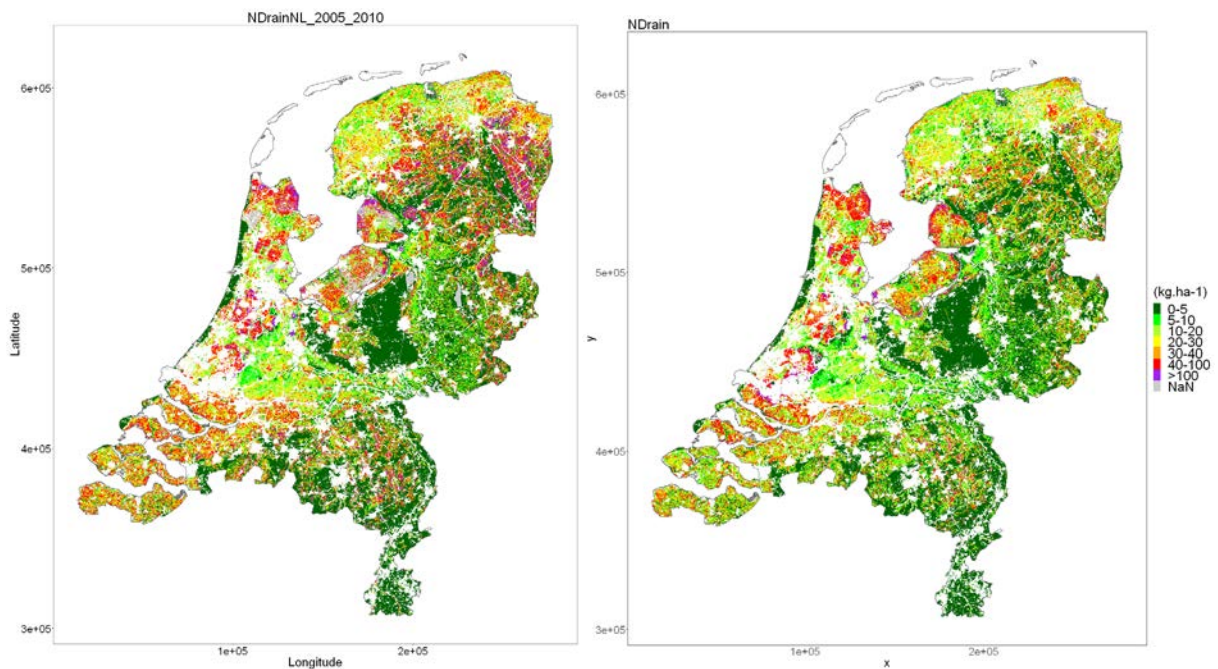 NDrainNL_2005_2010
6e+05
5e+05
4e+05
3e+05
Latitude
1e+05
2e+05
Longitude
NDrain
6e+05
5e+05
4e+05
3e+05
y
1e+05
2e+05
x
(kg.ha-1)
0-5
5-10
10-20
20-30
30-40
40-100
>100
NaN